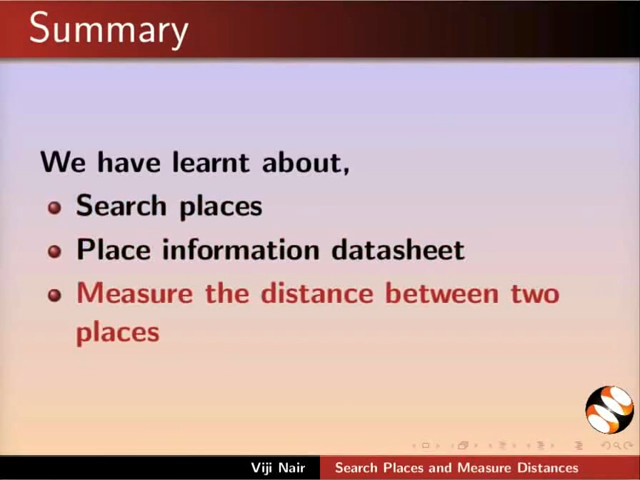 Summary
We have learnt about,
Search places
Place information datasheet
Measure the distance between two
places
Viji Nair
Search Places and Measure Distances